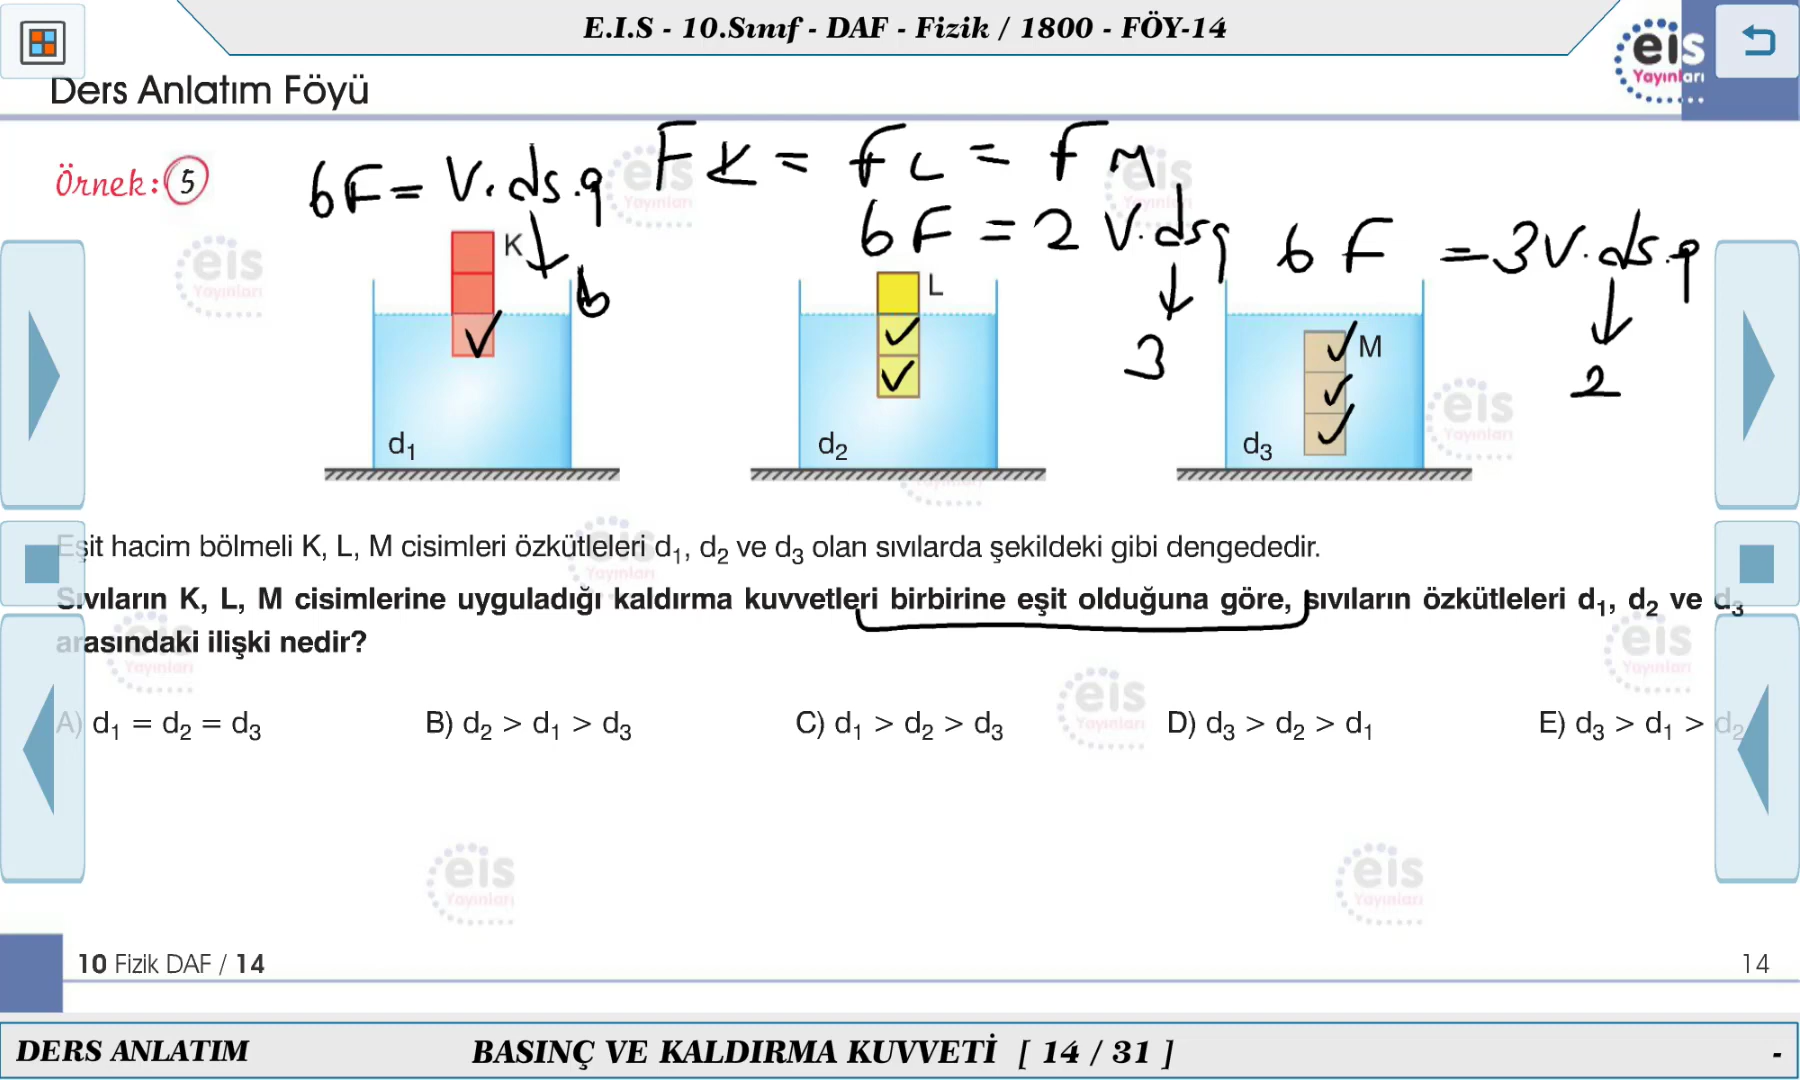 E.I.S - 10.Sınıf - DAF - Fizik / 1800 - FÖY-14
eis
Yayınları
Ders Anlatım Föyü
Örnek: 5
6F = V.ds.g
FK = FL = FM
6F = 2V.dsg
6F = 3V.ds.g
K
6
L
3
M
2
d1
d2
d3
Eşit hacim bölmeli K, L, M cisimleri özkütleleri d1, d2 ve d3 olan sıvılarda şekildeki gibi dengededir.
Sıvıların K, L, M cisimlerine uyguladığı kaldırma kuvvetleri birbirine eşit olduğuna göre, sıvıların özkütleleri d1, d2 ve d3
arasındaki ilişki nedir?
A) d1 = d2 = d3
B) d2 > d1 > d3
C) d1 > d2 > d3
D) d3 > d2 > d1
E) d3 > d1 > d2
10 Fizik DAF / 14
14
DERS ANLATIM
BASINÇ VE KALDIRMA KUVVETİ [ 14 / 31 ]
-